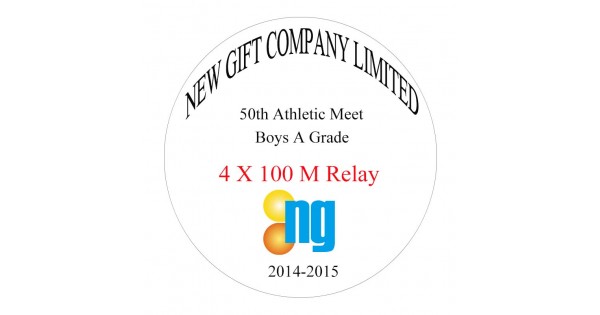 NEW GIFT COMPANY LIMITED
50th Athletic Meet
Boys A Grade
4 X 100 M Relay
ng
2014-2015